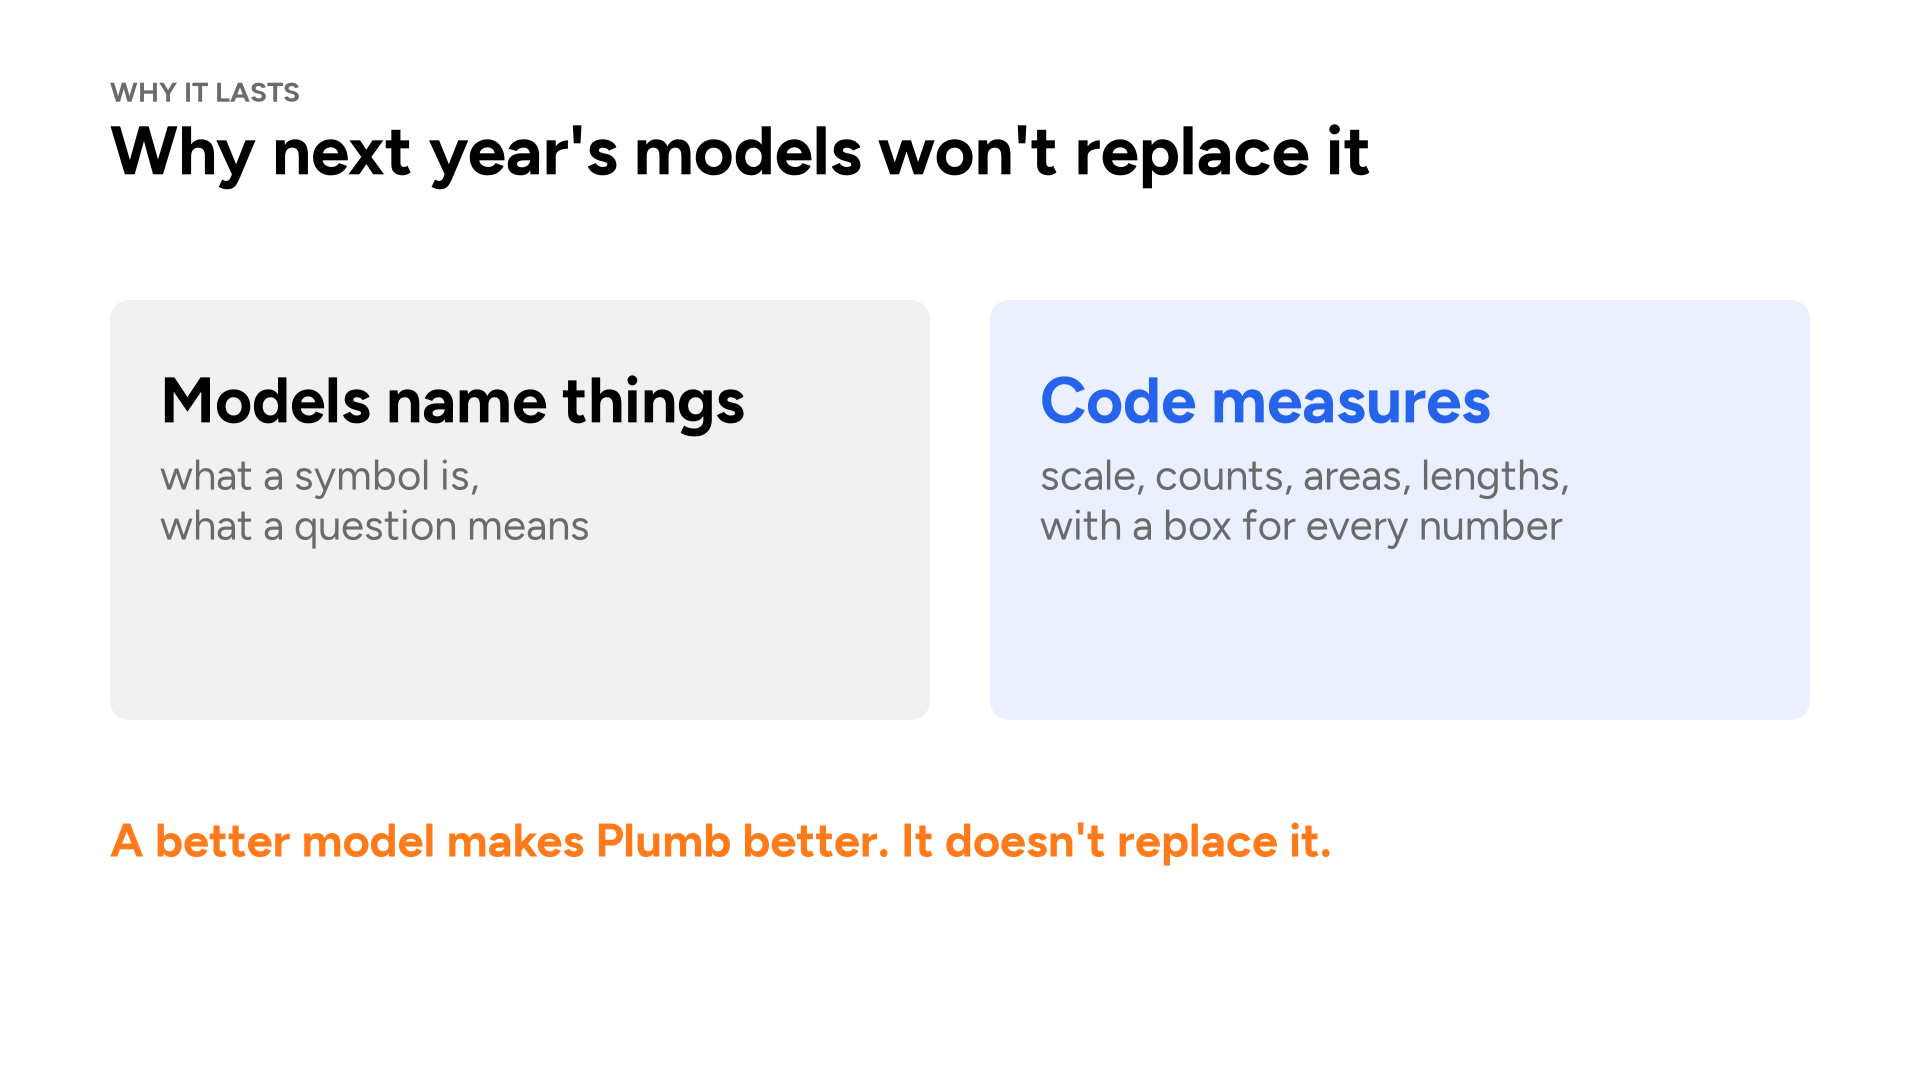 WHY IT LASTS
Why next year's models won't replace it
Models name things
what a symbol is,
what a question means
Code measures
scale, counts, areas, lengths,
with a box for every number
A better model makes Plumb better. It doesn't replace it.